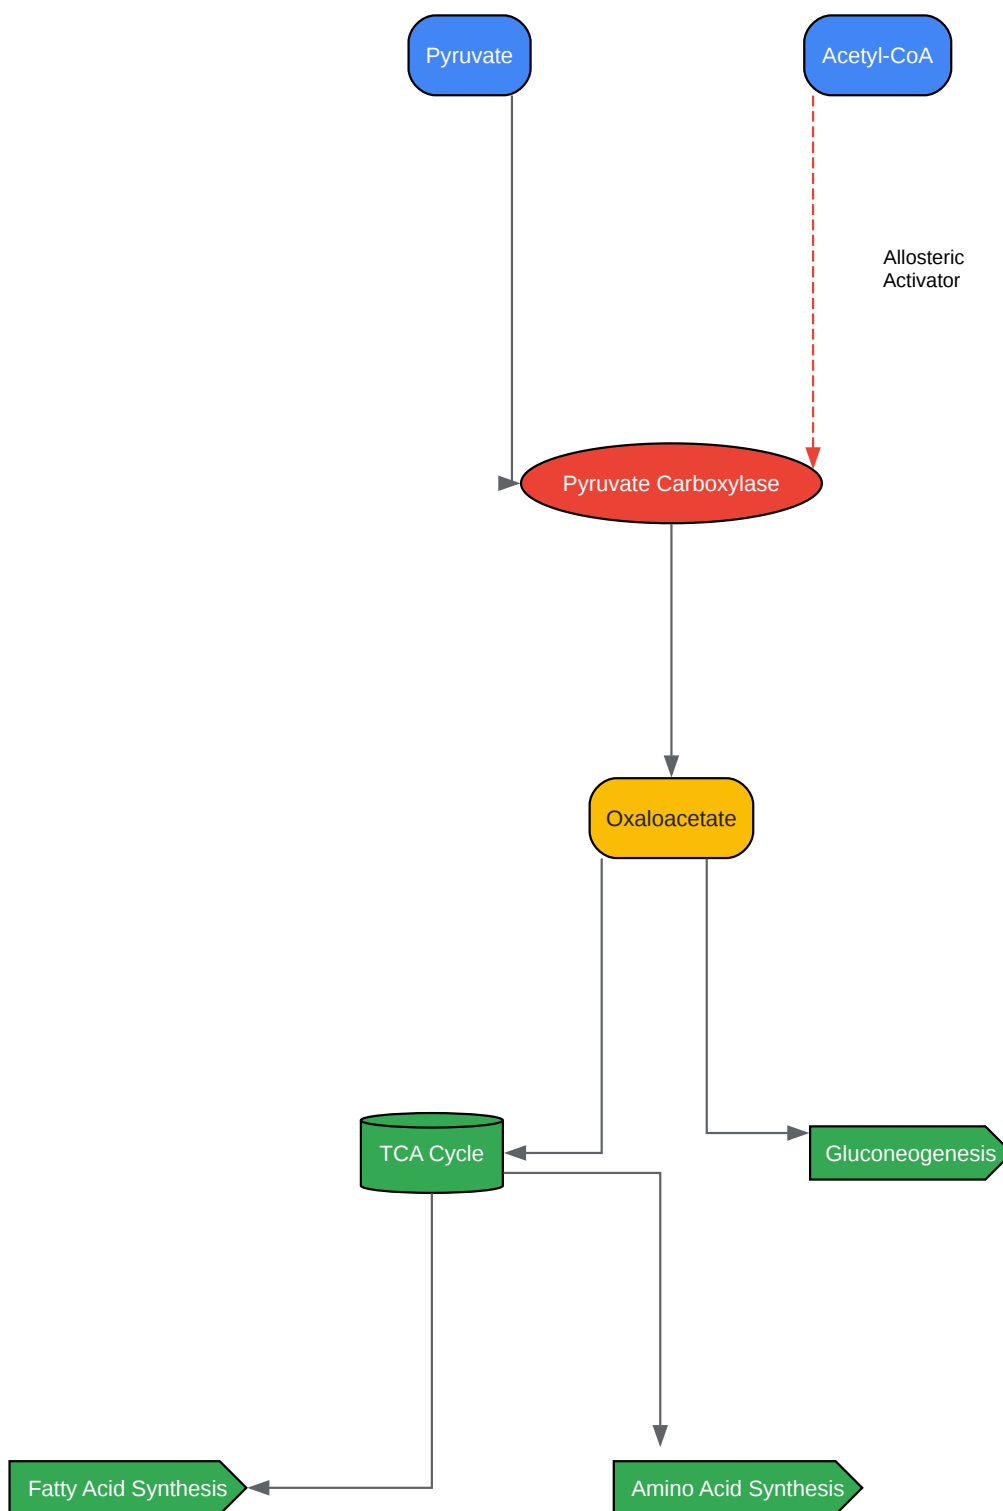 Pyruvate
Acetyl-CoA
Allosteric
Activator
Pyruvate Carboxylase
Oxaloacetate
TCA Cycle
Gluconeogenesis
Fatty Acid Synthesis
Amino Acid Synthesis